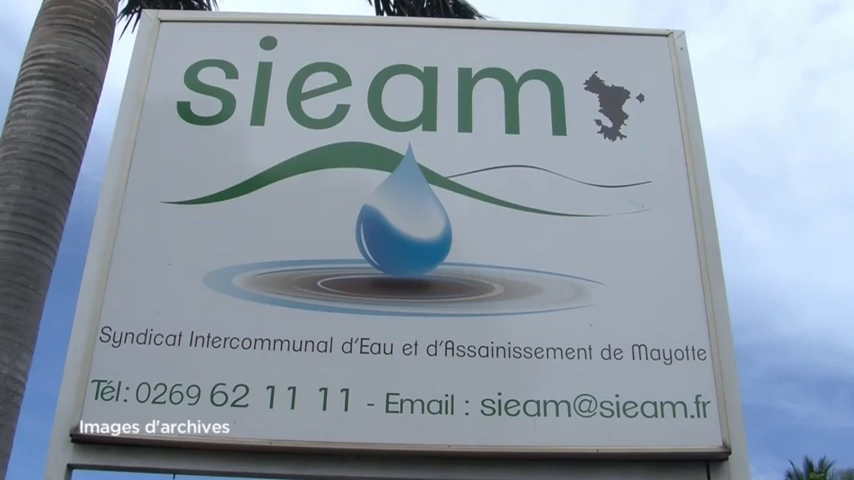 sieam
Syndicat Intercommunal d'Eau et d'Assainissement de Mayotte
Tél: 0269 62 11 11 - Email : sieam@sieam.fr
Images d'archives